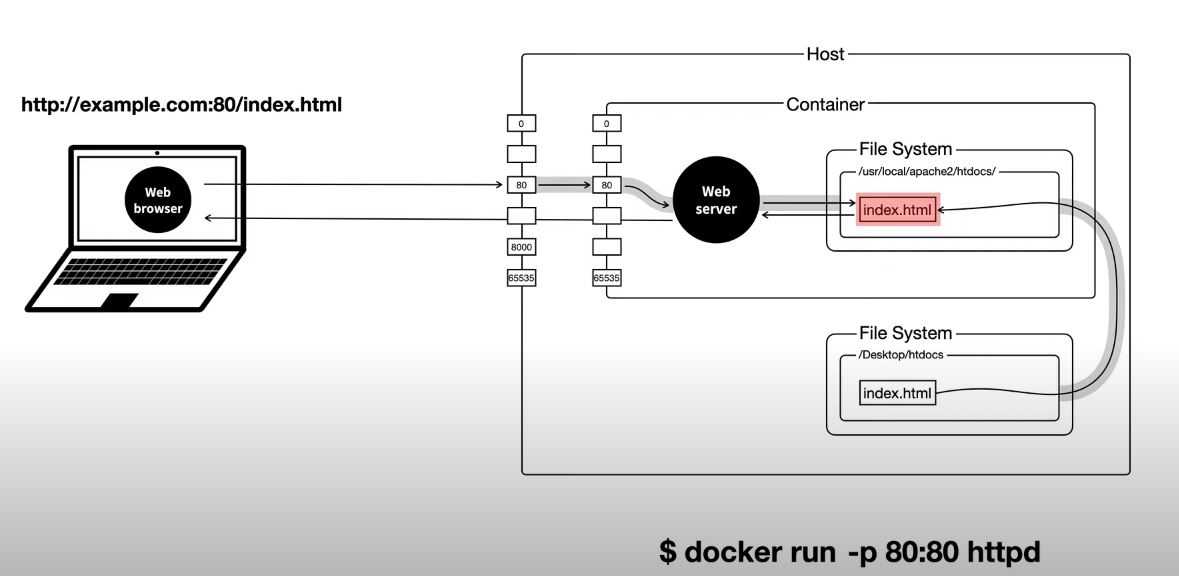 Host
http://example.com:80/index.html
Container
0
0
File System
/usr/local/apache2/htdocs/
80
80
Web
browser
Web
server
index.html
8000
65535
65535
File System
/Desktop/htdocs
index.html
$ docker run -p 80:80 httpd